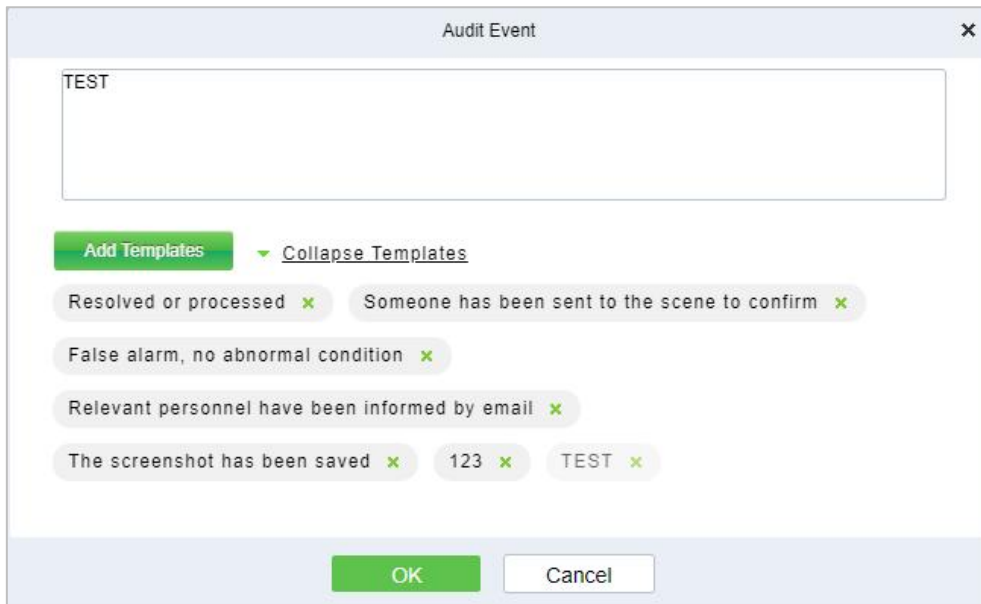 Audit Event
TEST
Add Templates Collapse Templates
Resolved or processed Someone has been sent to the scene to confirm
False alarm, no abnormal condition
Relevant personnel have been informed by email
The screenshot has been saved 123 TEST
OK Cancel